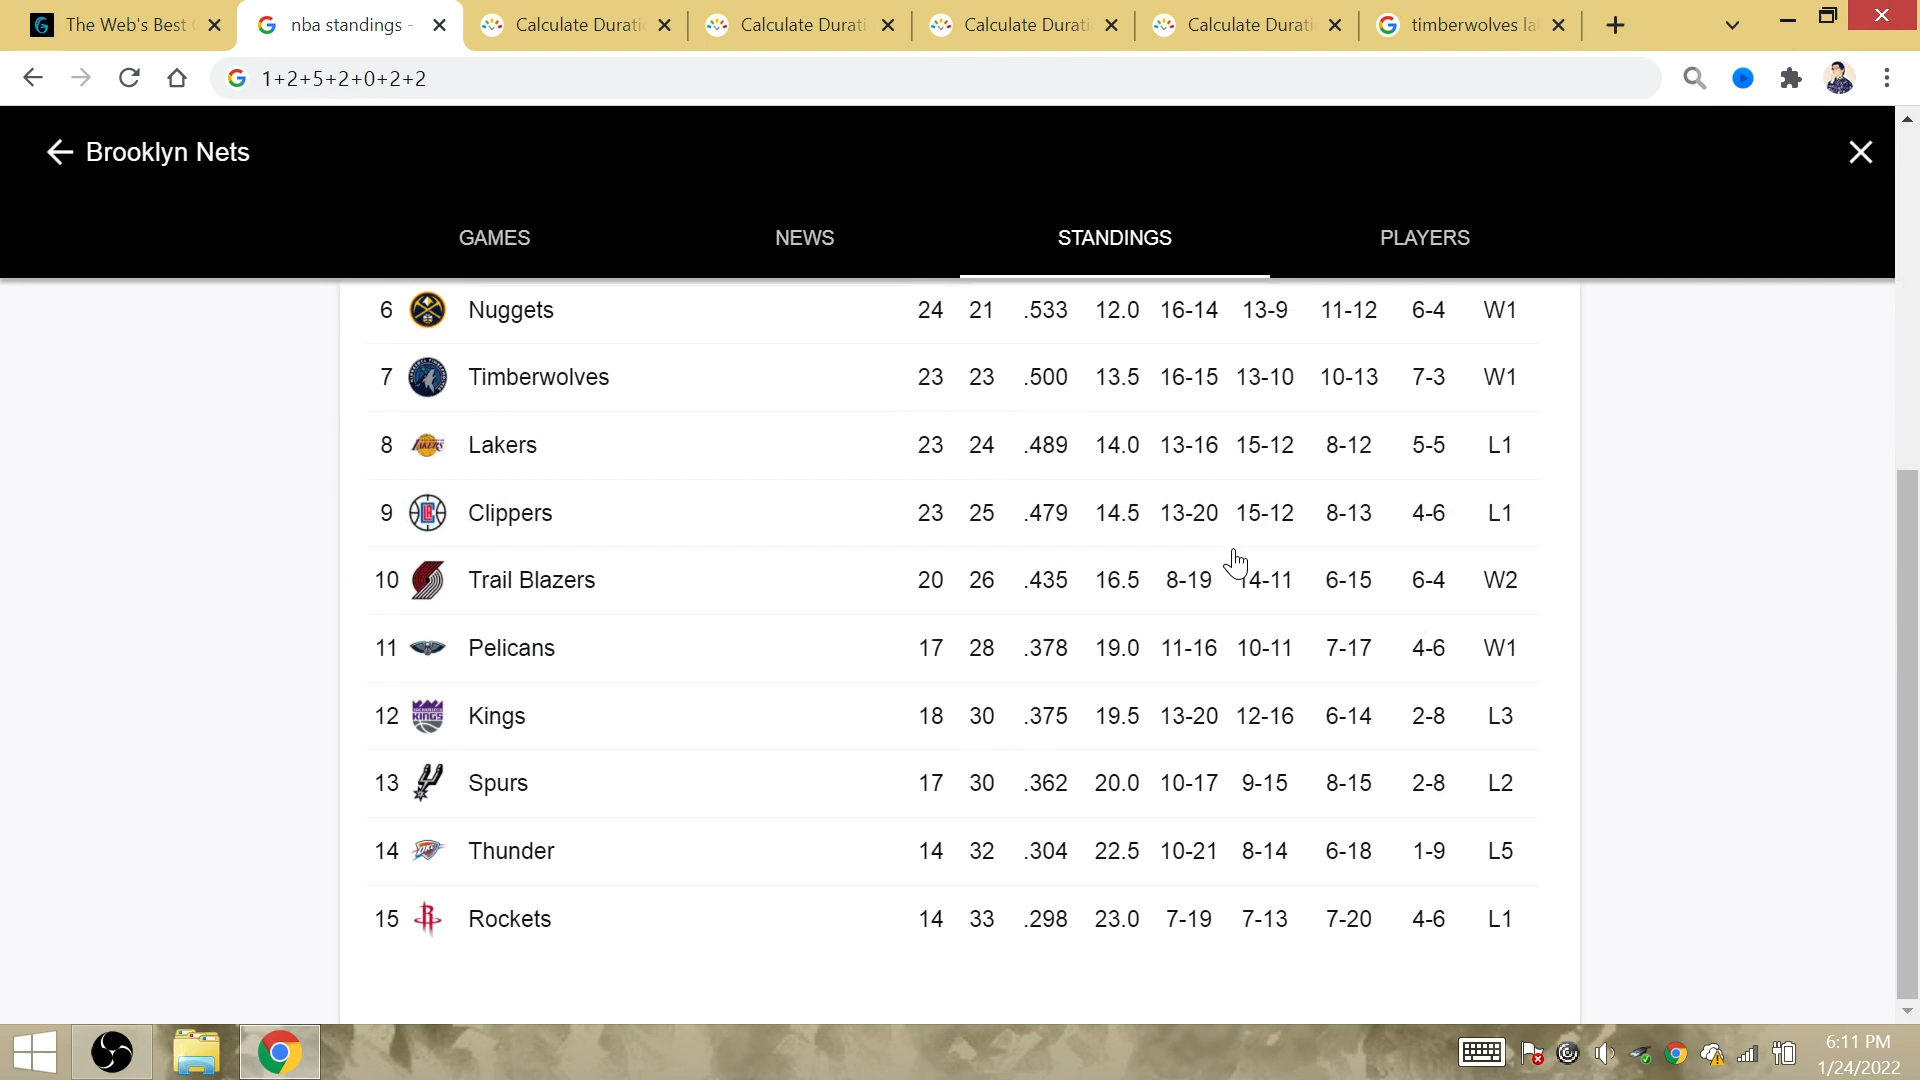 The Web's Best
nba standings -
Calculate Durati
Calculate Durati
Calculate Durati
Calculate Durati
timberwolves la
1+2+5+2+0+2+2
Brooklyn Nets
GAMES NEWS STANDINGS PLAYERS
6 Nuggets 24 21 .533 12.0 16-14 13-9 11-12 6-4 W1
7 Timberwolves 23 23 .500 13.5 16-15 13-10 10-13 7-3 W1
8 LAKERS Lakers 23 24 .489 14.0 13-16 15-12 8-12 5-5 L1
9 Clippers 23 25 .479 14.5 13-20 15-12 8-13 4-6 L1
10 Trail Blazers 20 26 .435 16.5 8-19 14-11 6-15 6-4 W2
11 Pelicans 17 28 .378 19.0 11-16 10-11 7-17 4-6 W1
12 KINGS Kings 18 30 .375 19.5 13-20 12-16 6-14 2-8 L3
13 Spurs 17 30 .362 20.0 10-17 9-15 8-15 2-8 L2
14 OKC Thunder 14 32 .304 22.5 10-21 8-14 6-18 1-9 L5
15 R Rockets 14 33 .298 23.0 7-19 7-13 7-20 4-6 L1
6:11 PM
1/24/2022